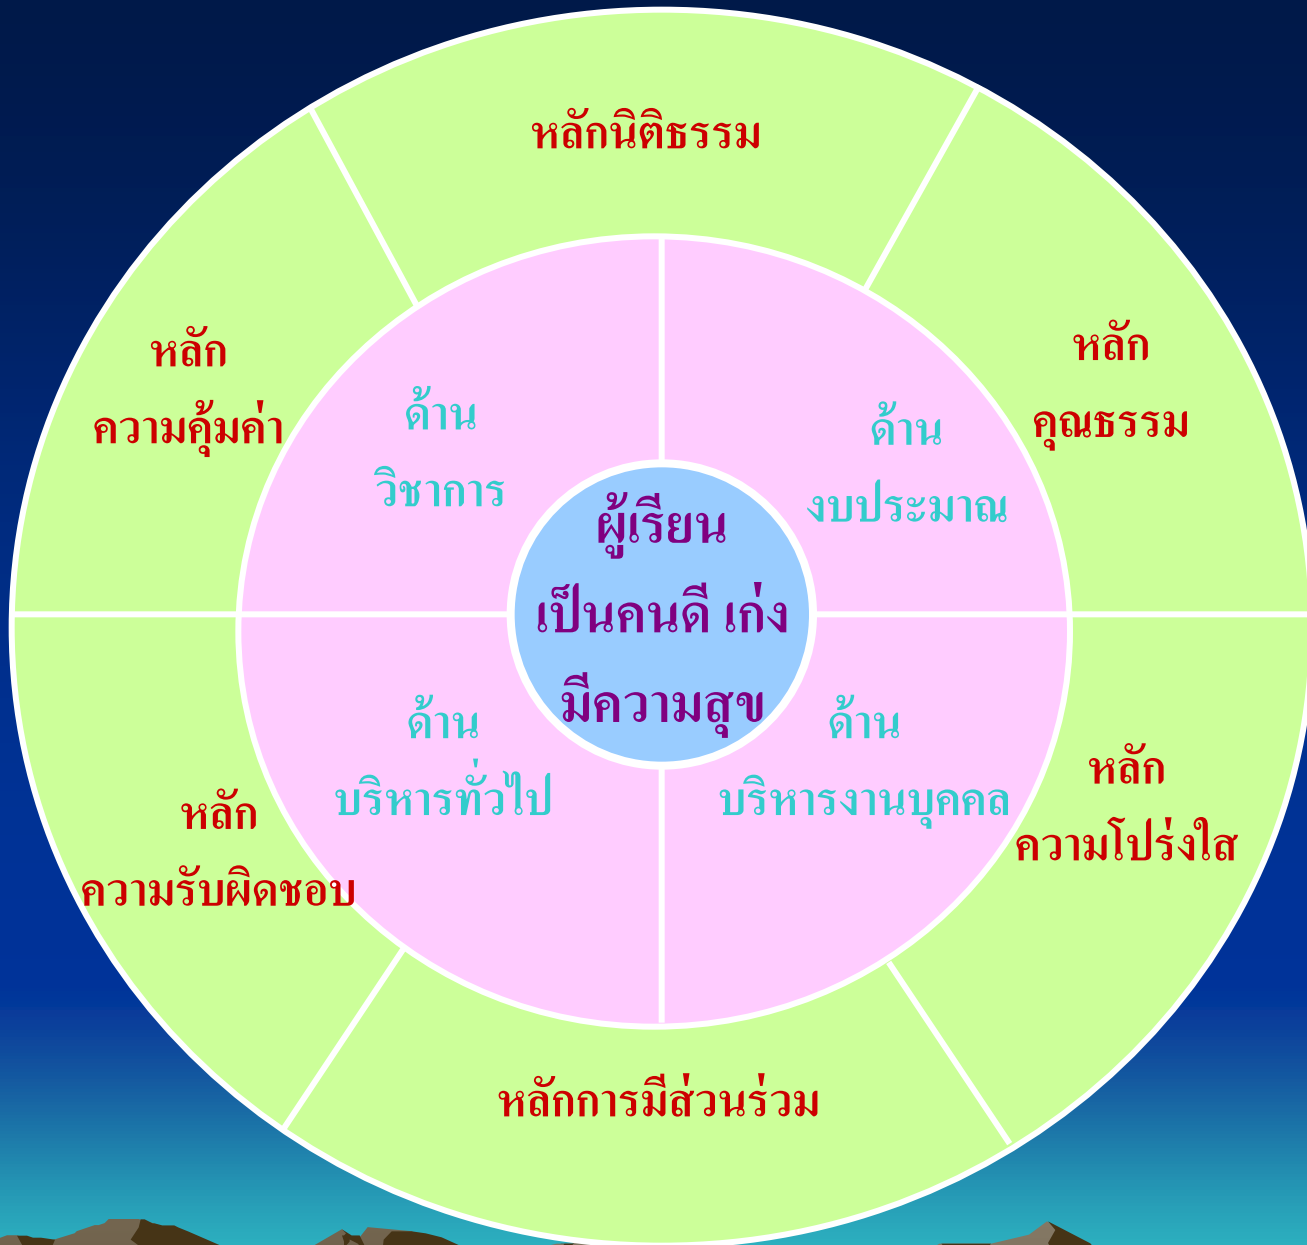 หลักนิติธรรม
หลัก
คุณธรรม
หลัก
ความคุ้มค่า
ด้าน
วิชาการ
ด้าน
งบประมาณ
ผู้เรียน
เป็นคนดี เก่ง
มีความสุข
ด้าน
บริหารทั่วไป
ด้าน
บริหารงานบุคคล
หลัก
ความโปร่งใส
หลัก
ความรับผิดชอบ
หลักการมีส่วนร่วม